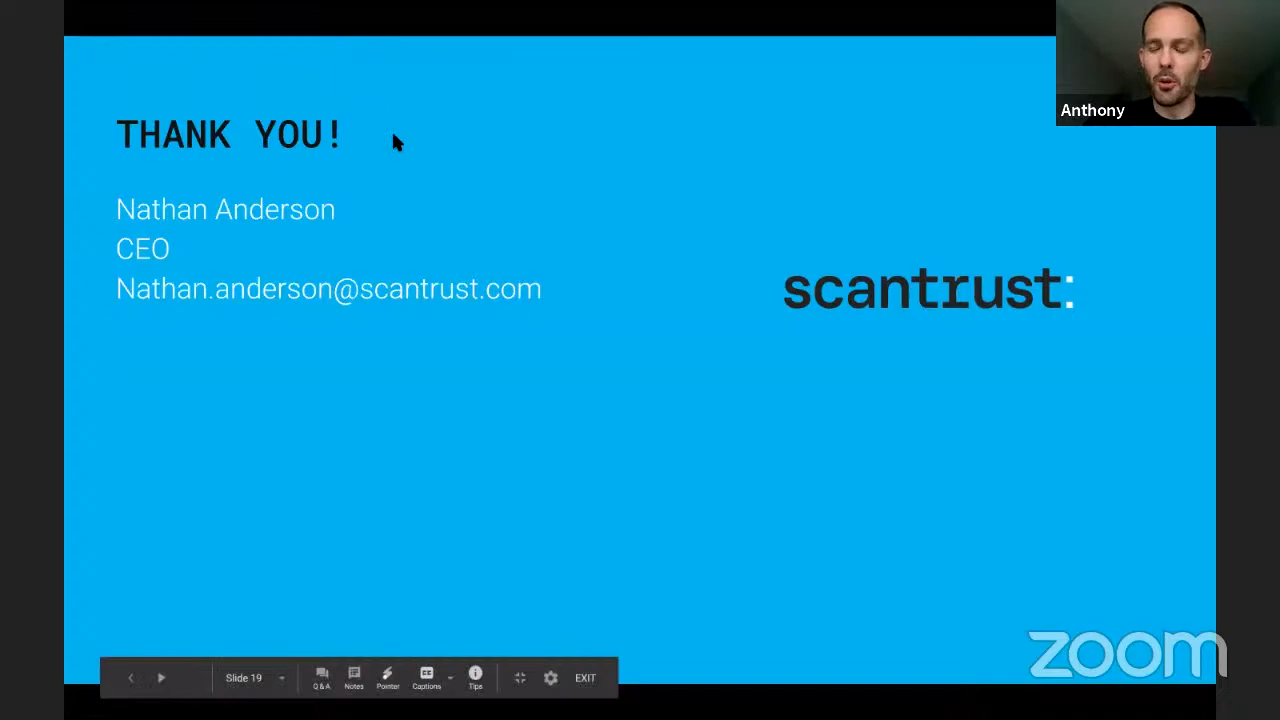 Anthony
THANK YOU!
Nathan Anderson
CEO
Nathan.anderson@scantrust.com
scantrust:
zoom
Slide 19
Q & A
Notes
Pointer
Captions
Tips
EXIT